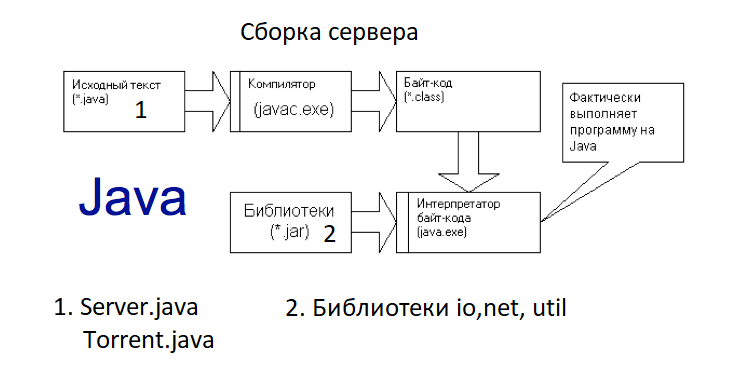 Сборка сервера
Исходный текст
(*.java)
1
Компилятор
(javac.exe)
Байт-код
(*.class)
Фактически
выполняет
программу на
Java
Java
Библиотеки
(*.jar)
2
Интерпретатор
байт-кода
(java.exe)
1. Server.java
Torrent.java
2. Библиотеки io,net, util